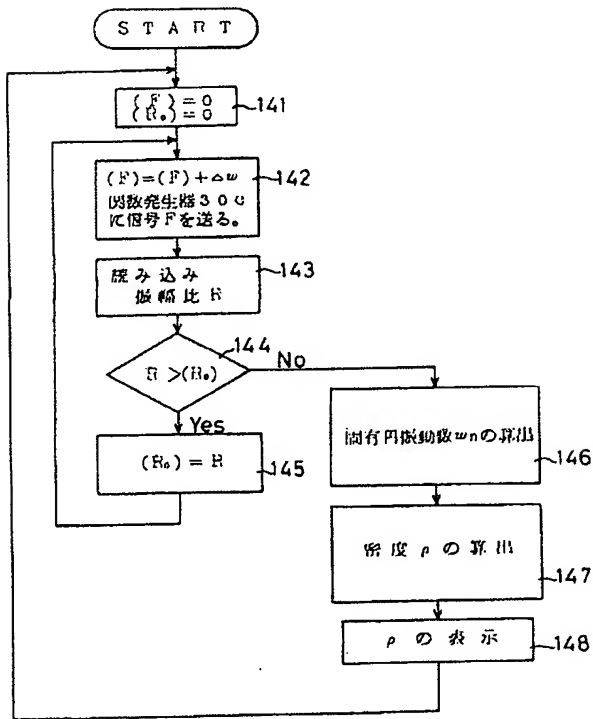 START
(F)=0
(R₀)=0
141
(F)=(F)+Δw
関数発生器30c
に信号Fを送る。
142
読み込み
振幅比R
143
R>(R₀)
144
No
Yes
(R₀)=R
145
固有円振動数wnの算出
146
密度ρの算出
147
ρの表示
148